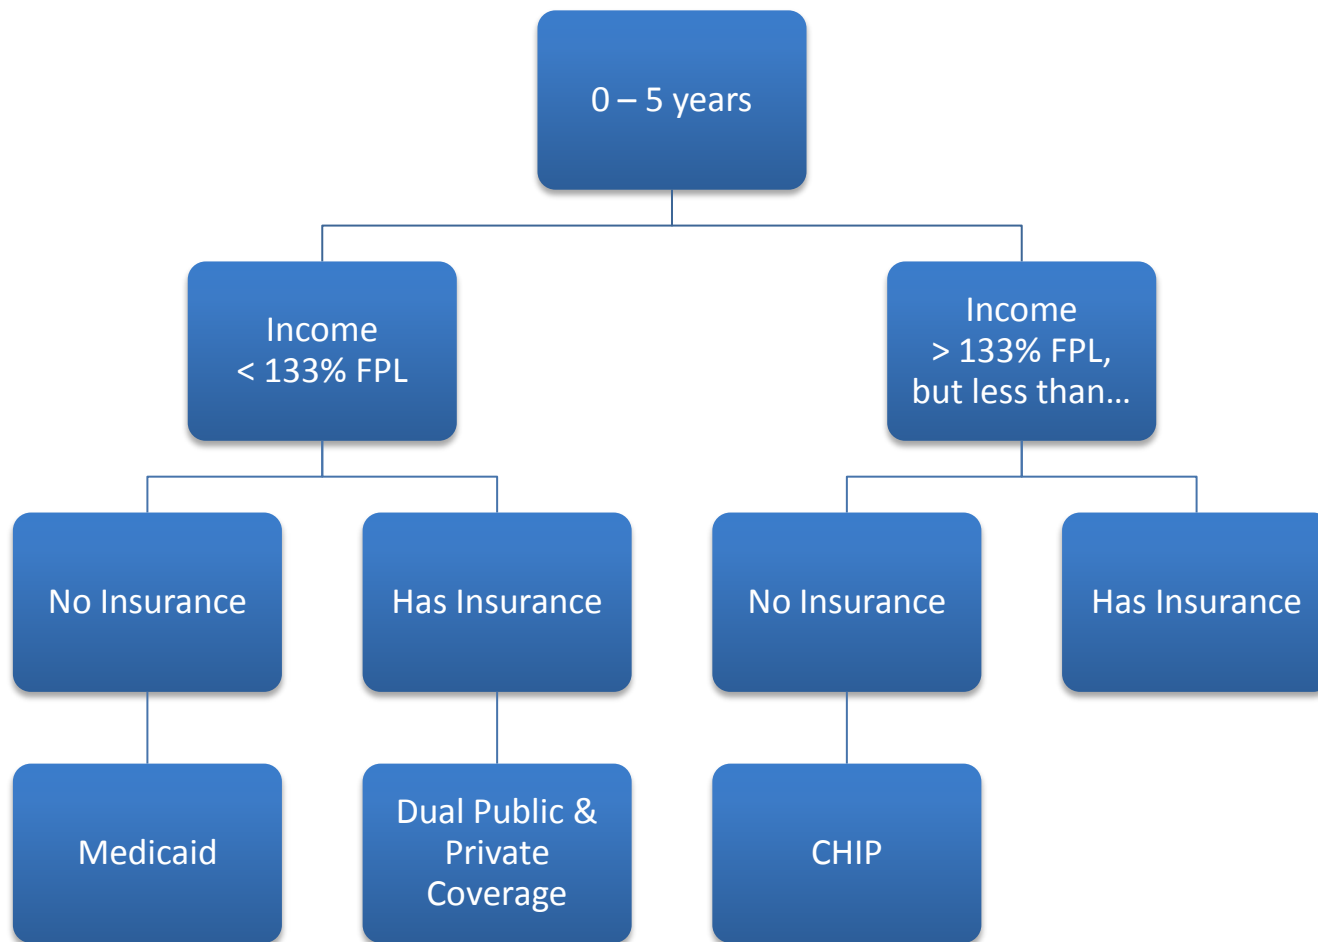 0 – 5 years
Income
< 133% FPL
Income
> 133% FPL,
but less than…
No Insurance
Has Insurance
No Insurance
Has Insurance
Medicaid
Dual Public &
Private
Coverage
CHIP